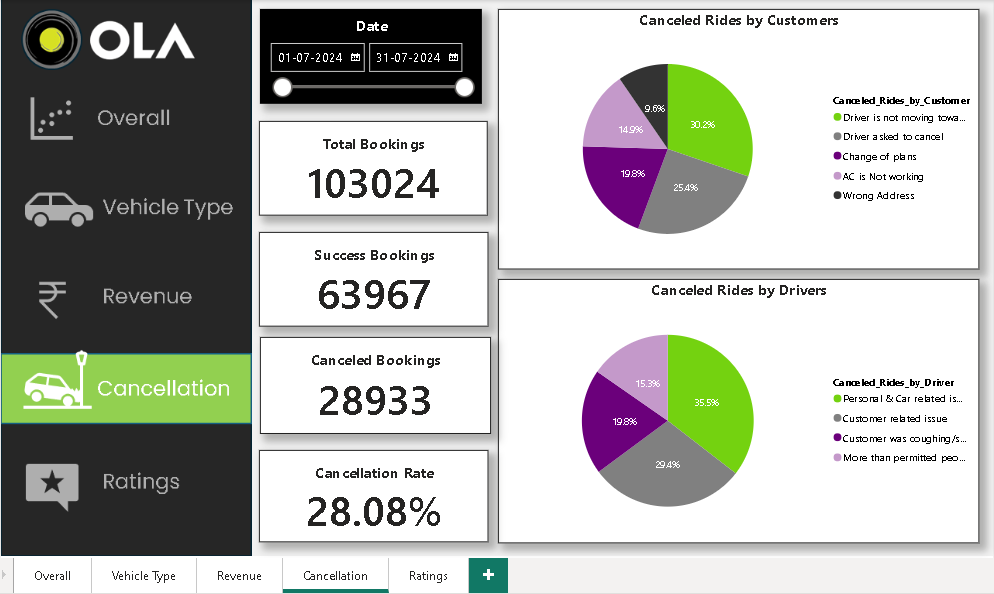 OLA
Overall
Vehicle Type
Revenue
Cancellation
Ratings
Date
01-07-2024
31-07-2024
Total Bookings
103024
Success Bookings
63967
Canceled Bookings
28933
Cancellation Rate
28.08%
Canceled Rides by Customers
30.2%
25.4%
19.8%
14.9%
9.6%
Canceled_Rides_by_Customer
Driver is not moving towa...
Driver asked to cancel
Change of plans
AC is Not working
Wrong Address
Canceled Rides by Drivers
35.5%
29.4%
19.8%
15.3%
Canceled_Rides_by_Driver
Personal & Car related is...
Customer related issue
Customer was coughing/s...
More than permitted peo...
Overall
Vehicle Type
Revenue
Cancellation
Ratings
+